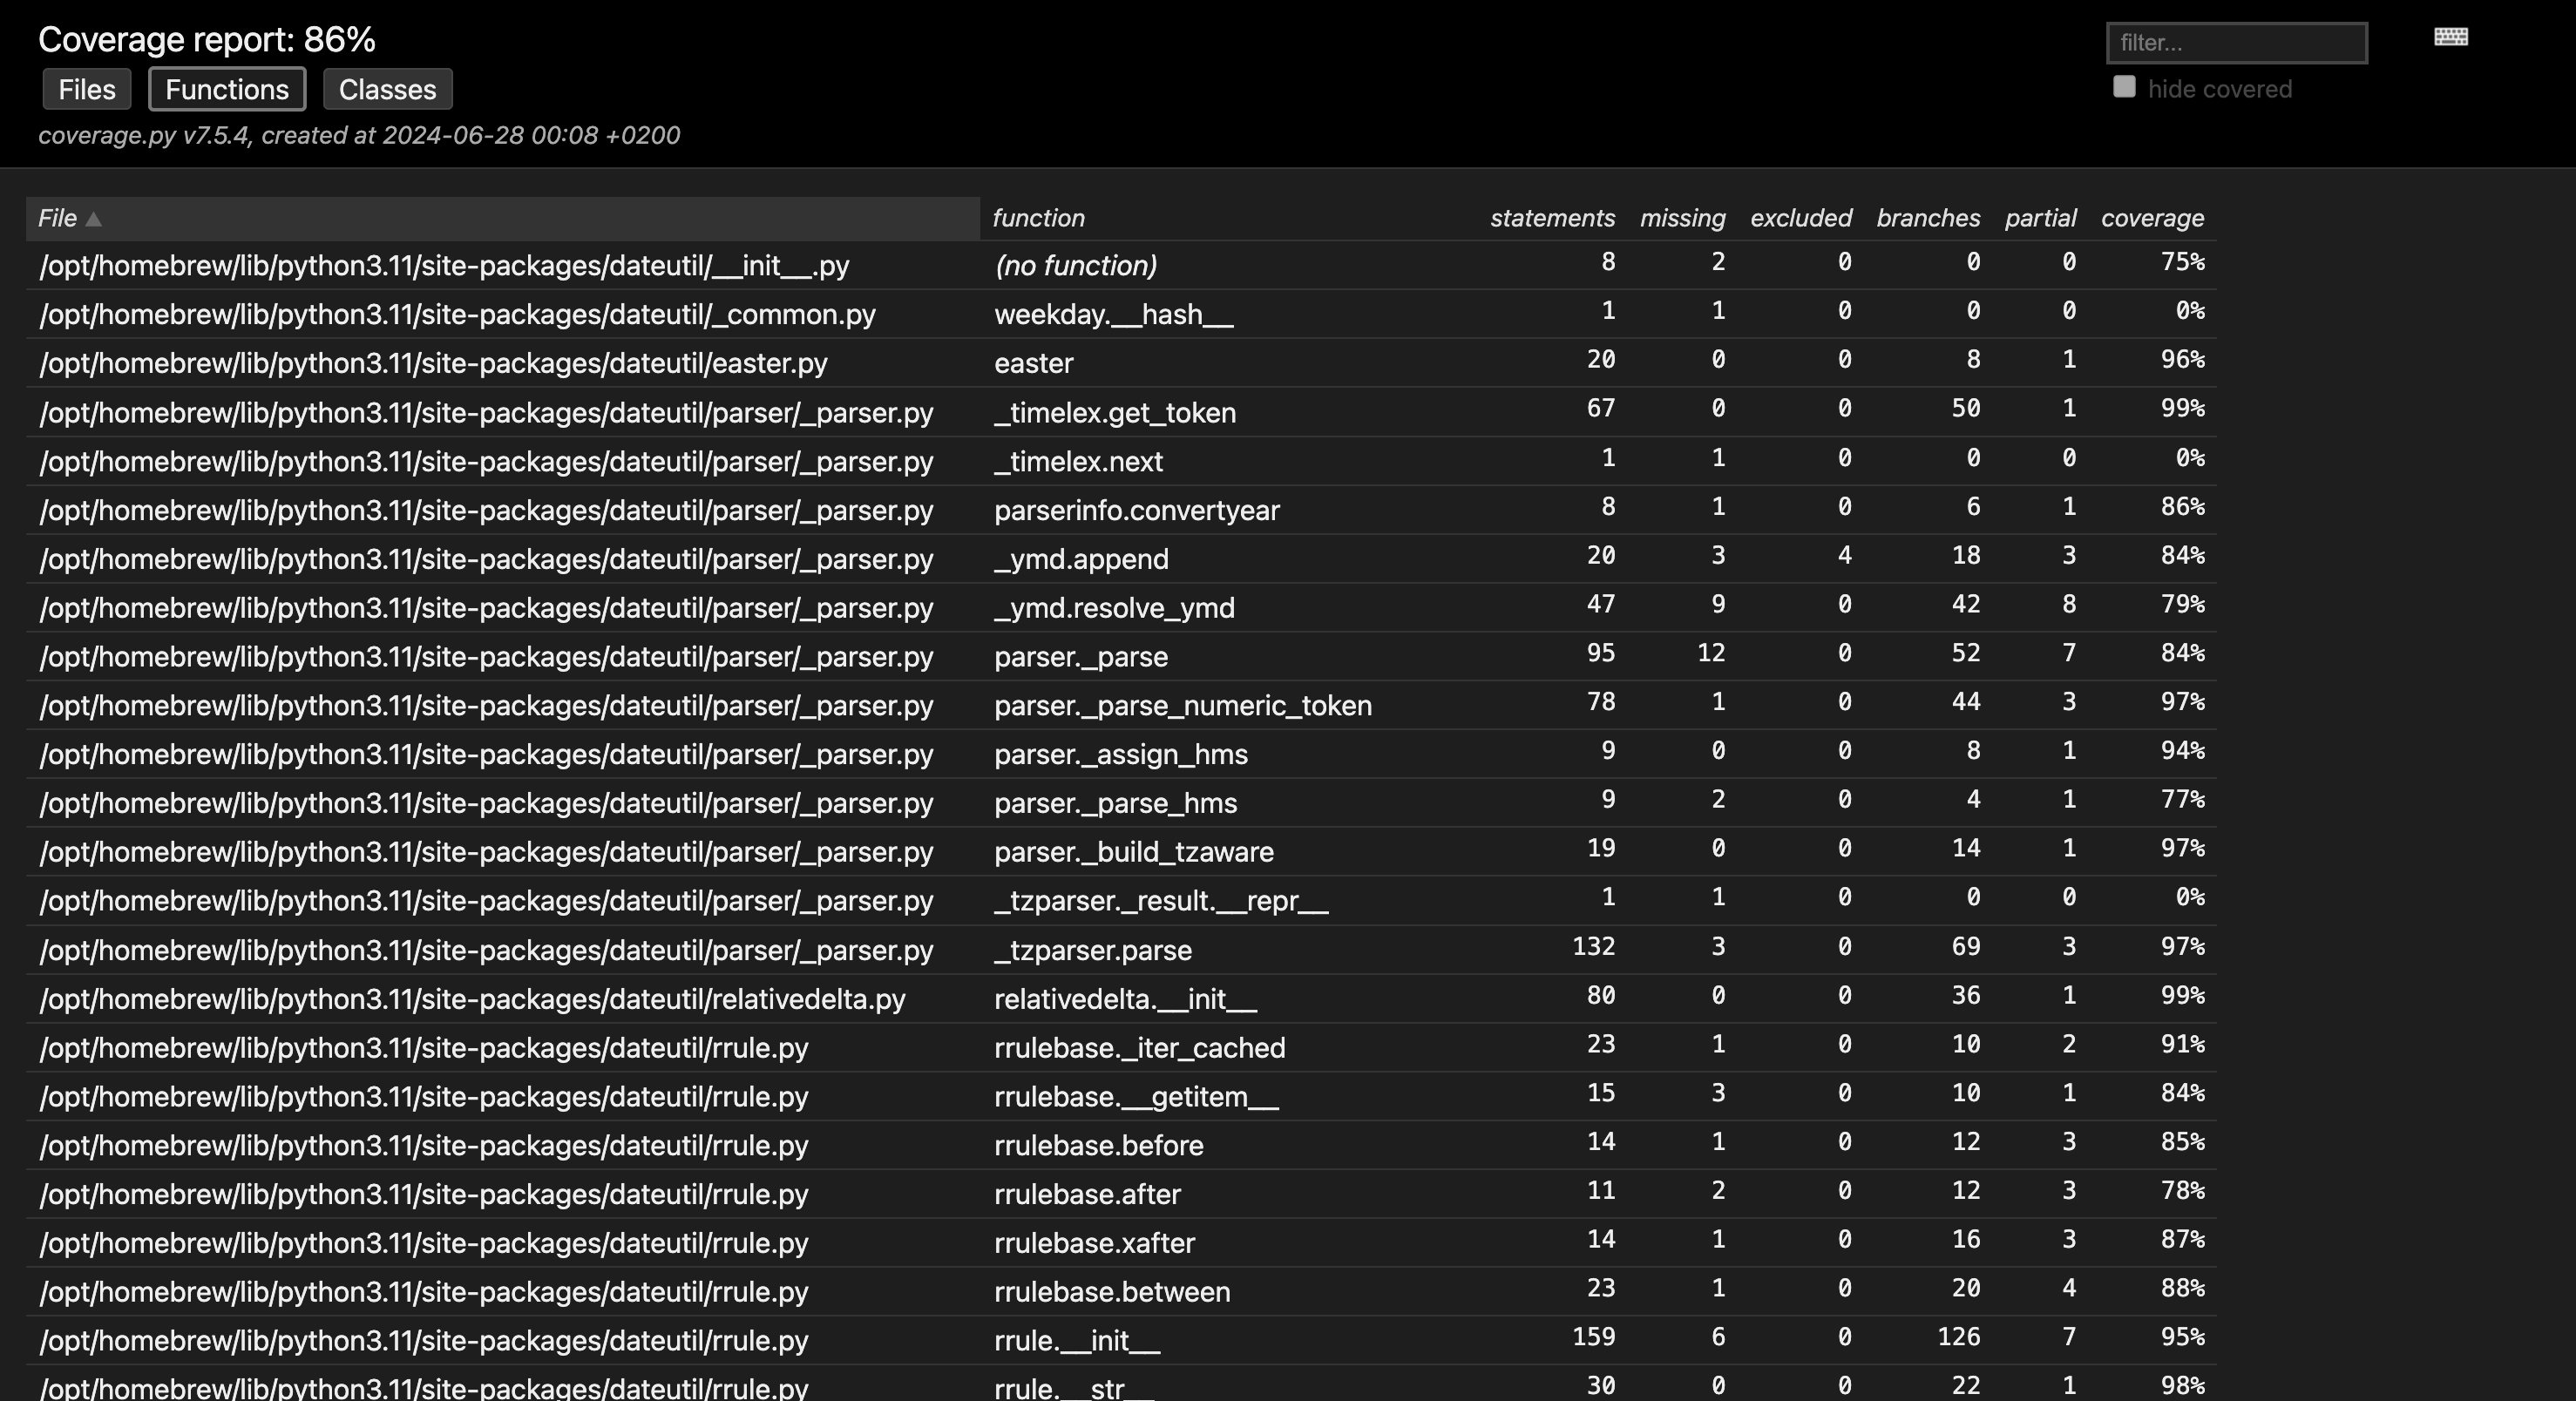 Coverage report: 86%
filter...
Files Functions Classes
hide covered
coverage.py v7.5.4, created at 2024-06-28 00:08 +0200
File ▲ function statements missing excluded branches partial coverage
/opt/homebrew/lib/python3.11/site-packages/dateutil/__init__.py (no function) 8 2 0 0 0 75%
/opt/homebrew/lib/python3.11/site-packages/dateutil/_common.py weekday.__hash__ 1 1 0 0 0 0%
/opt/homebrew/lib/python3.11/site-packages/dateutil/easter.py easter 20 0 0 8 1 96%
/opt/homebrew/lib/python3.11/site-packages/dateutil/parser/_parser.py _timelex.get_token 67 0 0 50 1 99%
/opt/homebrew/lib/python3.11/site-packages/dateutil/parser/_parser.py _timelex.next 1 1 0 0 0 0%
/opt/homebrew/lib/python3.11/site-packages/dateutil/parser/_parser.py parserinfo.convertyear 8 1 0 6 1 86%
/opt/homebrew/lib/python3.11/site-packages/dateutil/parser/_parser.py _ymd.append 20 3 4 18 3 84%
/opt/homebrew/lib/python3.11/site-packages/dateutil/parser/_parser.py _ymd.resolve_ymd 47 9 0 42 8 79%
/opt/homebrew/lib/python3.11/site-packages/dateutil/parser/_parser.py parser._parse 95 12 0 52 7 84%
/opt/homebrew/lib/python3.11/site-packages/dateutil/parser/_parser.py parser._parse_numeric_token 78 1 0 44 3 97%
/opt/homebrew/lib/python3.11/site-packages/dateutil/parser/_parser.py parser._assign_hms 9 0 0 8 1 94%
/opt/homebrew/lib/python3.11/site-packages/dateutil/parser/_parser.py parser._parse_hms 9 2 0 4 1 77%
/opt/homebrew/lib/python3.11/site-packages/dateutil/parser/_parser.py parser._build_tzaware 19 0 0 14 1 97%
/opt/homebrew/lib/python3.11/site-packages/dateutil/parser/_parser.py _tzparser._result.__repr__ 1 1 0 0 0 0%
/opt/homebrew/lib/python3.11/site-packages/dateutil/parser/_parser.py _tzparser.parse 132 3 0 69 3 97%
/opt/homebrew/lib/python3.11/site-packages/dateutil/relativedelta.py relativedelta.__init__ 80 0 0 36 1 99%
/opt/homebrew/lib/python3.11/site-packages/dateutil/rrule.py rrulebase._iter_cached 23 1 0 10 2 91%
/opt/homebrew/lib/python3.11/site-packages/dateutil/rrule.py rrulebase.__getitem__ 15 3 0 10 1 84%
/opt/homebrew/lib/python3.11/site-packages/dateutil/rrule.py rrulebase.before 14 1 0 12 3 85%
/opt/homebrew/lib/python3.11/site-packages/dateutil/rrule.py rrulebase.after 11 2 0 12 3 78%
/opt/homebrew/lib/python3.11/site-packages/dateutil/rrule.py rrulebase.xafter 14 1 0 16 3 87%
/opt/homebrew/lib/python3.11/site-packages/dateutil/rrule.py rrulebase.between 23 1 0 20 4 88%
/opt/homebrew/lib/python3.11/site-packages/dateutil/rrule.py rrule.__init__ 159 6 0 126 7 95%
/opt/homebrew/lib/python3.11/site-packages/dateutil/rrule.py rrule.__str__ 30 0 0 22 1 98%